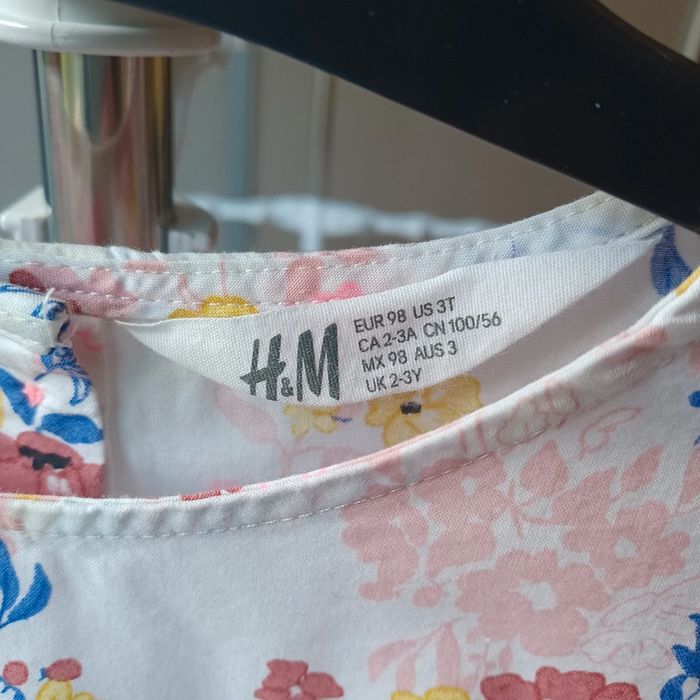 H&M
EUR 98 US 3T
CA 2-3A CN 100/56
MX 98 AUS 3
UK 2-3Y